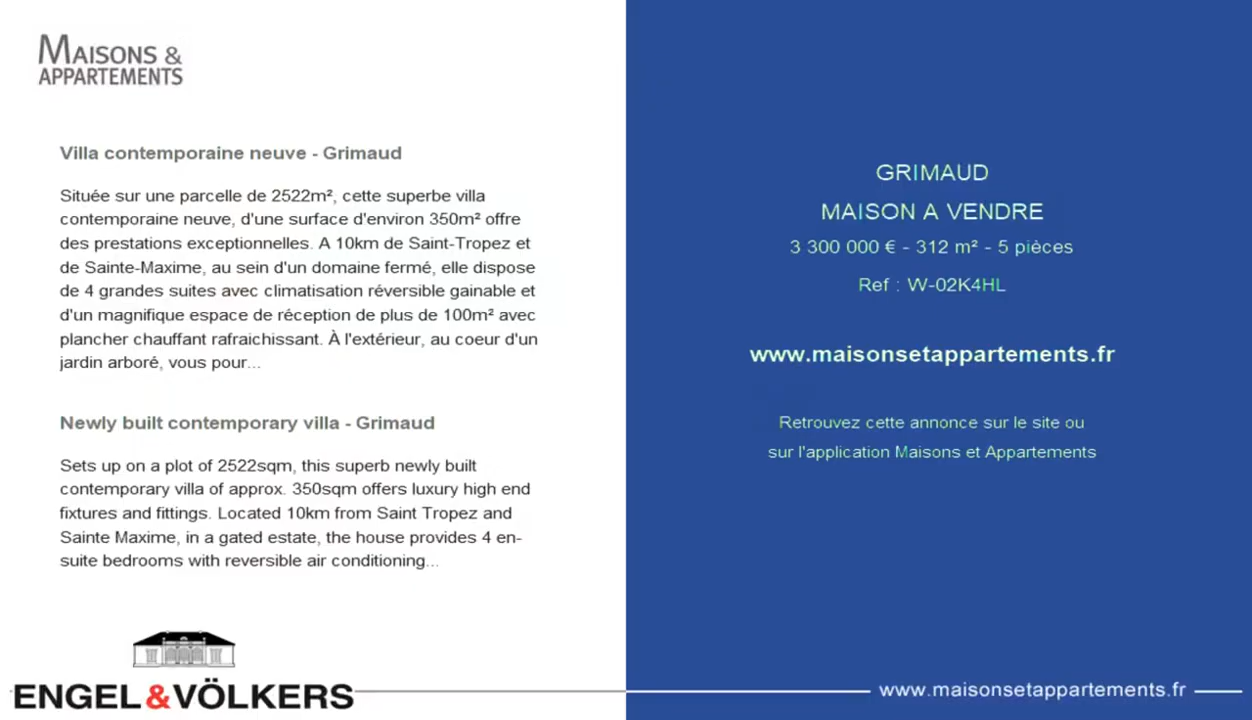 MAISONS &
APPARTEMENTS
Villa contemporaine neuve - Grimaud
Située sur une parcelle de 2522m², cette superbe villa
contemporaine neuve, d'une surface d'environ 350m² offre
des prestations exceptionnelles. A 10km de Saint-Tropez et
de Sainte-Maxime, au sein d'un domaine fermé, elle dispose
de 4 grandes suites avec climatisation réversible gainable et
d'un magnifique espace de réception de plus de 100m² avec
plancher chauffant rafraichissant. À l'extérieur, au coeur d'un
jardin arboré, vous pour...
Newly built contemporary villa - Grimaud
Sets up on a plot of 2522sqm, this superb newly built
contemporary villa of approx. 350sqm offers luxury high end
fixtures and fittings. Located 10km from Saint Tropez and
Sainte Maxime, in a gated estate, the house provides 4 en-
suite bedrooms with reversible air conditioning...
ENGEL&VÖLKERS
GRIMAUD
MAISON A VENDRE
3 300 000 € - 312 m² - 5 pièces
Ref : W-02K4HL
www.maisonsetappartements.fr
Retrouvez cette annonce sur le site ou
sur l'application Maisons et Appartements
www.maisonsetappartements.fr